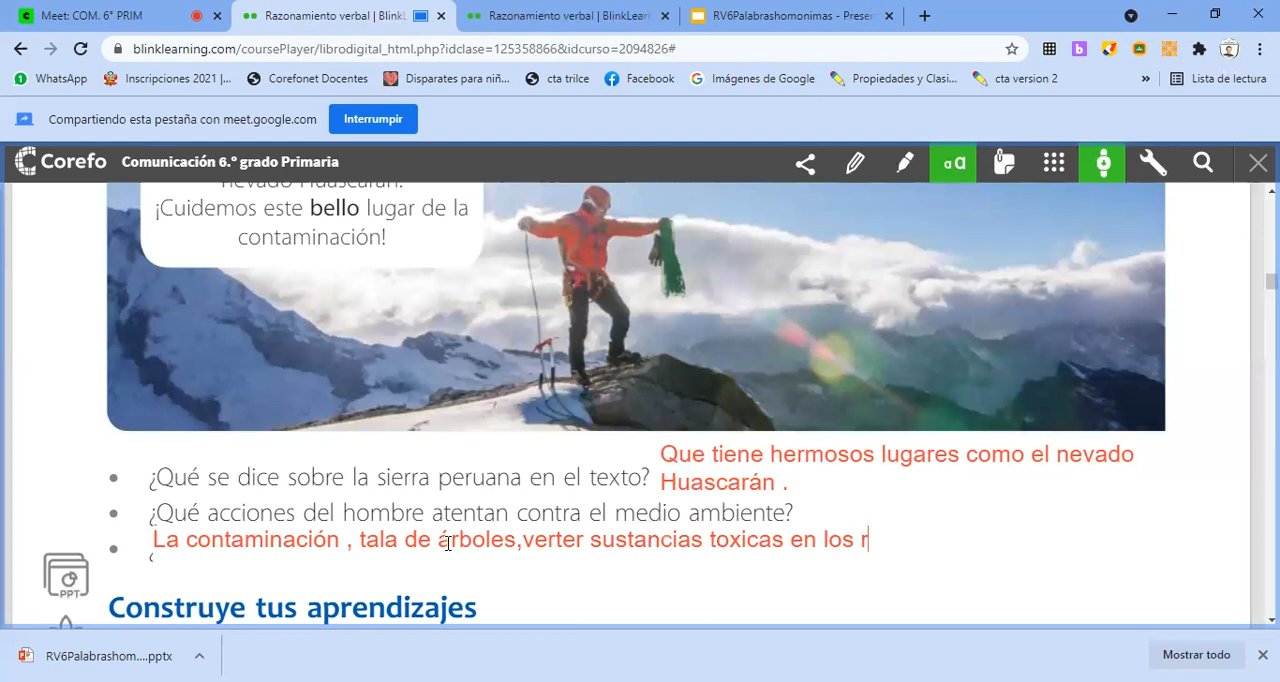 Meet: COM. 6° PRIM
Razonamiento verbal | BlinkL
Razonamiento verbal | BlinkLear
RV6Palabrashomonimas - Presen
blinklearning.com/coursePlayer/librodigital_html.php?idclase=125358866&idcurso=2094826#
WhatsApp
Inscripciones 2021 |...
Corefonet Docentes
Disparates para niñ...
cta trilce
Facebook
Imágenes de Google
Propiedades y Clasi...
cta version 2
»
Lista de lectura
Compartiendo esta pestaña con meet.google.com
Interrumpir
Corefo
Comunicación 6.º grado Primaria
aa
nevado Huascarán!
¡Cuidemos este bello lugar de la
contaminación!
Que tiene hermosos lugares como el nevado
• ¿Qué se dice sobre la sierra peruana en el texto?
Huascarán .
• ¿Qué acciones del hombre atentan contra el medio ambiente?
La contaminación , tala de árboles,verter sustancias toxicas en los r
•
PPT
Construye tus aprendizajes
RV6Palabrashom....pptx
Mostrar todo